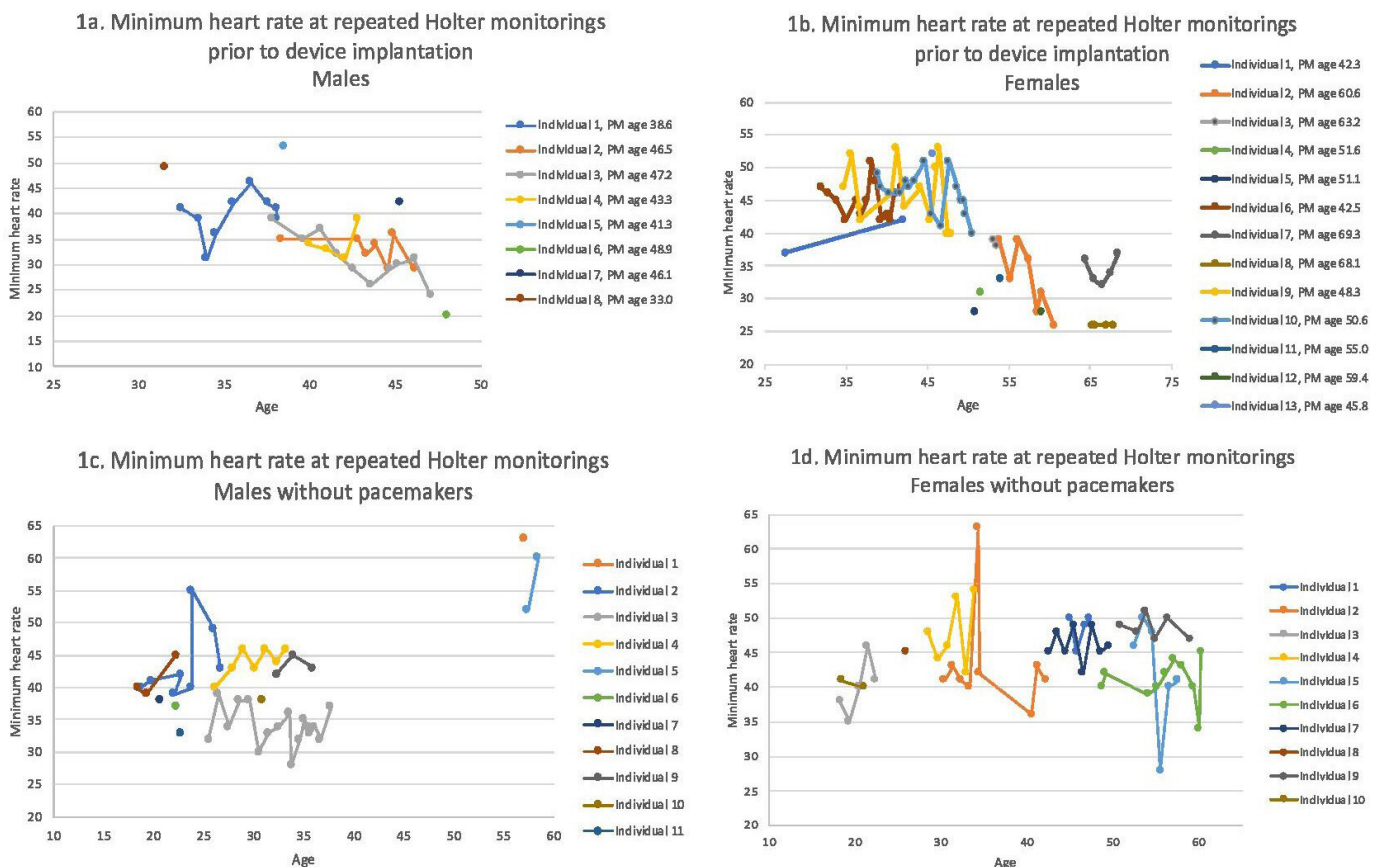 1a. Minimum heart rate at repeated Holter monitorings
prior to device implantation
Males
Minimum heart rate
60
55
50
45
40
35
30
25
20
15
10
25
30
35
40
45
50
Age
Individual 1, PM age 38.6
Individual 2, PM age 46.5
Individual 3, PM age 47.2
Individual 4, PM age 43.3
Individual 5, PM age 41.3
Individual 6, PM age 48.9
Individual 7, PM age 46.1
Individual 8, PM age 33.0
1b. Minimum heart rate at repeated Holter monitorings
prior to device implantation
Females
Minimum heart rate
60
55
50
45
40
35
30
25
20
25
35
45
55
65
75
Age
Individual 1, PM age 42.3
Individual 2, PM age 60.6
Individual 3, PM age 63.2
Individual 4, PM age 51.6
Individual 5, PM age 51.1
Individual 6, PM age 42.5
Individual 7, PM age 69.3
Individual 8, PM age 68.1
Individual 9, PM age 48.3
Individual 10, PM age 50.6
Individual 11, PM age 55.0
Individual 12, PM age 59.4
Individual 13, PM age 45.8
1c. Minimum heart rate at repeated Holter monitorings
Males without pacemakers
Minimum heart rate
65
60
55
50
45
40
35
30
25
20
10
15
20
25
30
35
40
45
50
55
60
Age
Individual 1
Individual 2
Individual 3
Individual 4
Individual 5
Individual 6
Individual 7
Individual 8
Individual 9
Individual 10
Individual 11
1d. Minimum heart rate at repeated Holter monitorings
Females without pacemakers
Minimum heart rate
65
60
55
50
45
40
35
30
25
20
10
20
30
40
50
60
Age
Individual 1
Individual 2
Individual 3
Individual 4
Individual 5
Individual 6
Individual 7
Individual 8
Individual 9
Individual 10